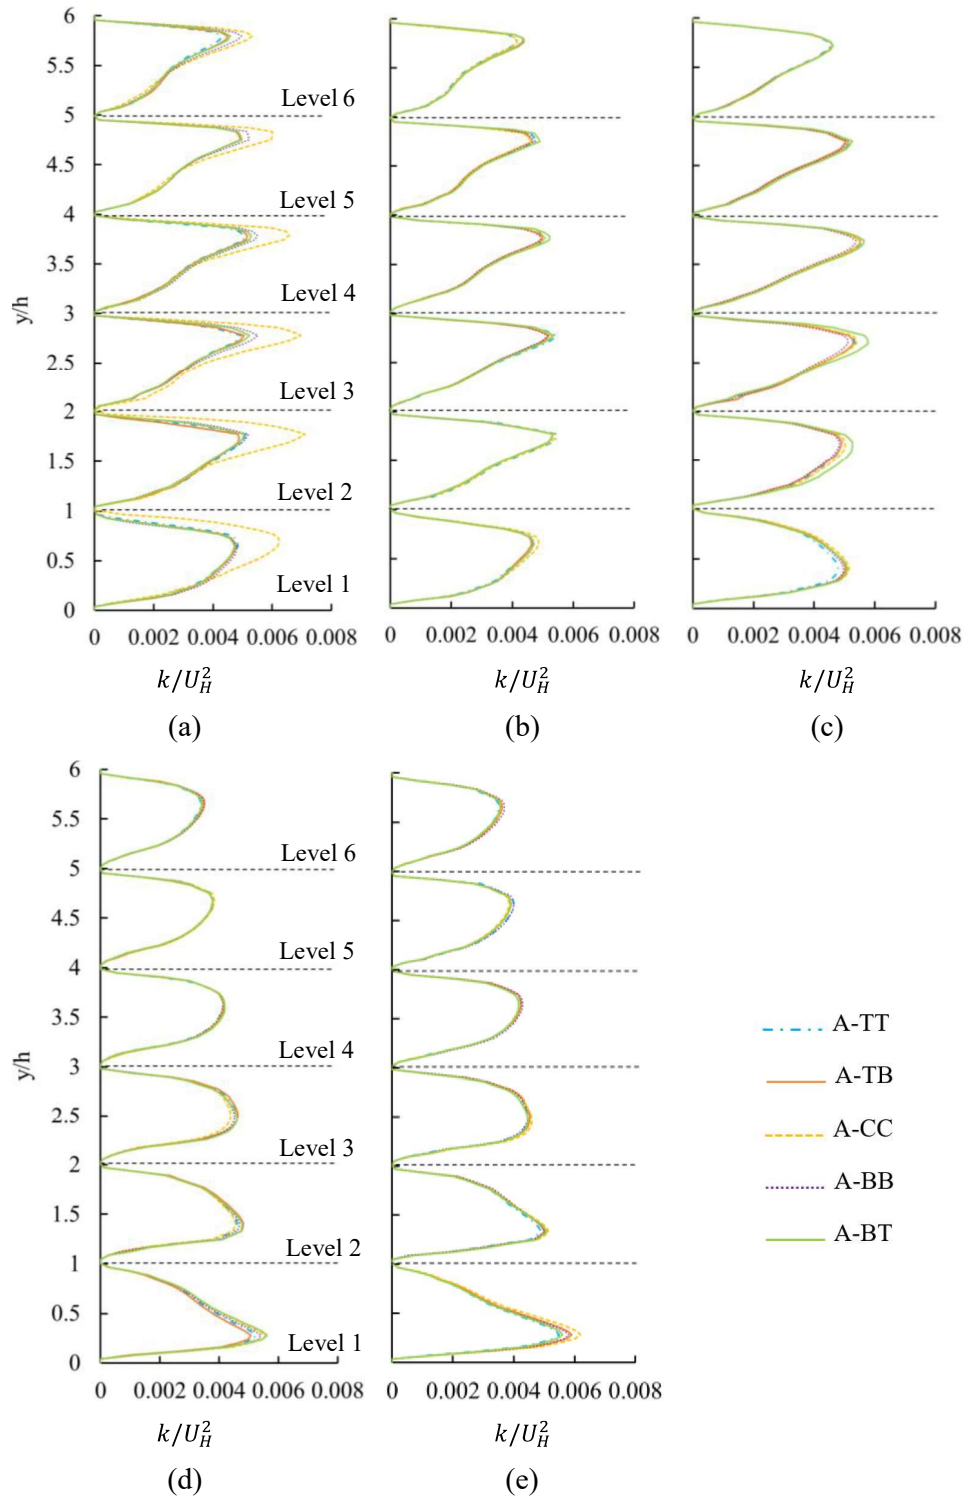 6
5.5
Level 6
5
4.5
Level 5
4
3.5
Level 4
y/h
3
2.5
Level 3
2
1.5
Level 2
1
0.5
Level 1
0
0 0.002 0.004 0.006 0.008
0 0.002 0.004 0.006 0.008
0 0.002 0.004 0.006 0.008
k/U_H^2
k/U_H^2
k/U_H^2
(a)
(b)
(c)
6
5.5
Level 6
5
4.5
Level 5
4
3.5
Level 4
y/h
3
2.5
Level 3
2
1.5
Level 2
1
0.5
Level 1
0
0 0.002 0.004 0.006 0.008
0 0.002 0.004 0.006 0.008
k/U_H^2
k/U_H^2
(d)
(e)
A-TT
A-TB
A-CC
A-BB
A-BT